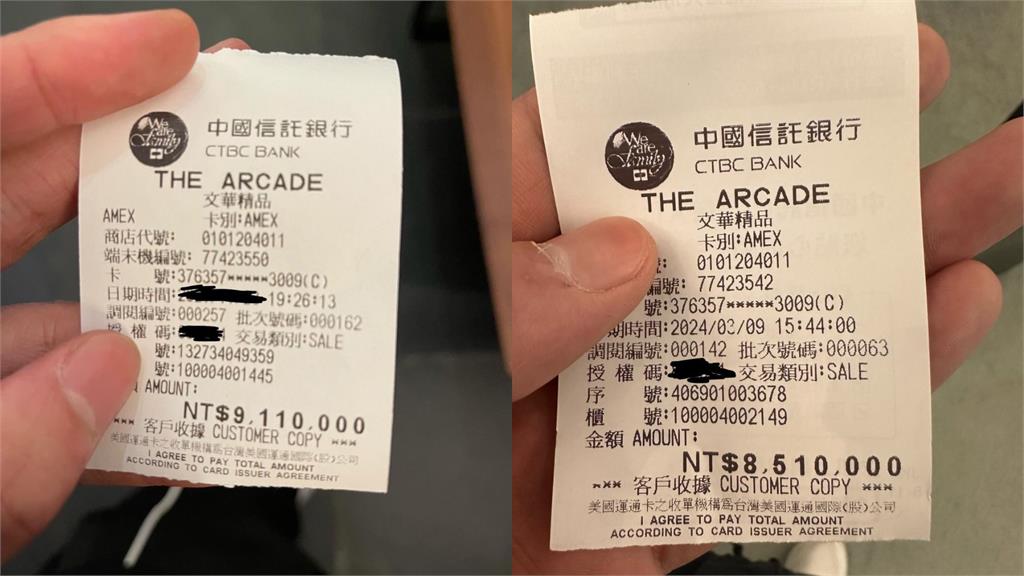 We are Family
中國信託銀行
CTBC BANK
THE ARCADE
文華精品
AMEX 卡別:AMEX
商店代號: 0101204011
端末機編號: 77423550
卡 號:376357*****3009(C)
日期時間: 19:26:13
調閱編號:000257 批次號碼:000162
授權碼: 交易類別:SALE
號:132734049359
號:100004001445
AMOUNT:
NT$9,110,000
*** 客戶收據 CUSTOMER COPY ***
美國運通卡之收單機構為台灣美國運通國際(股)公司
I AGREE TO PAY TOTAL AMOUNT
ACCORDING TO CARD ISSUER AGREEMENT
We are Family
中國信託銀行
CTBC BANK
THE ARCADE
文華精品
卡別:AMEX
號: 0101204011
編號: 77423542
號:376357*****3009(C)
期時間:2024/03/09 15:44:00
調閱編號:000142 批次號碼:000063
授權碼: 交易類別:SALE
序 號:406901003678
櫃 號:100004002149
金額 AMOUNT:
NT$8,510,000
*** 客戶收據 CUSTOMER COPY ***
美國運通卡之收單機構為台灣美國運通國際(股)公司
I AGREE TO PAY TOTAL AMOUNT
ACCORDING TO CARD ISSUER AGREEMENT